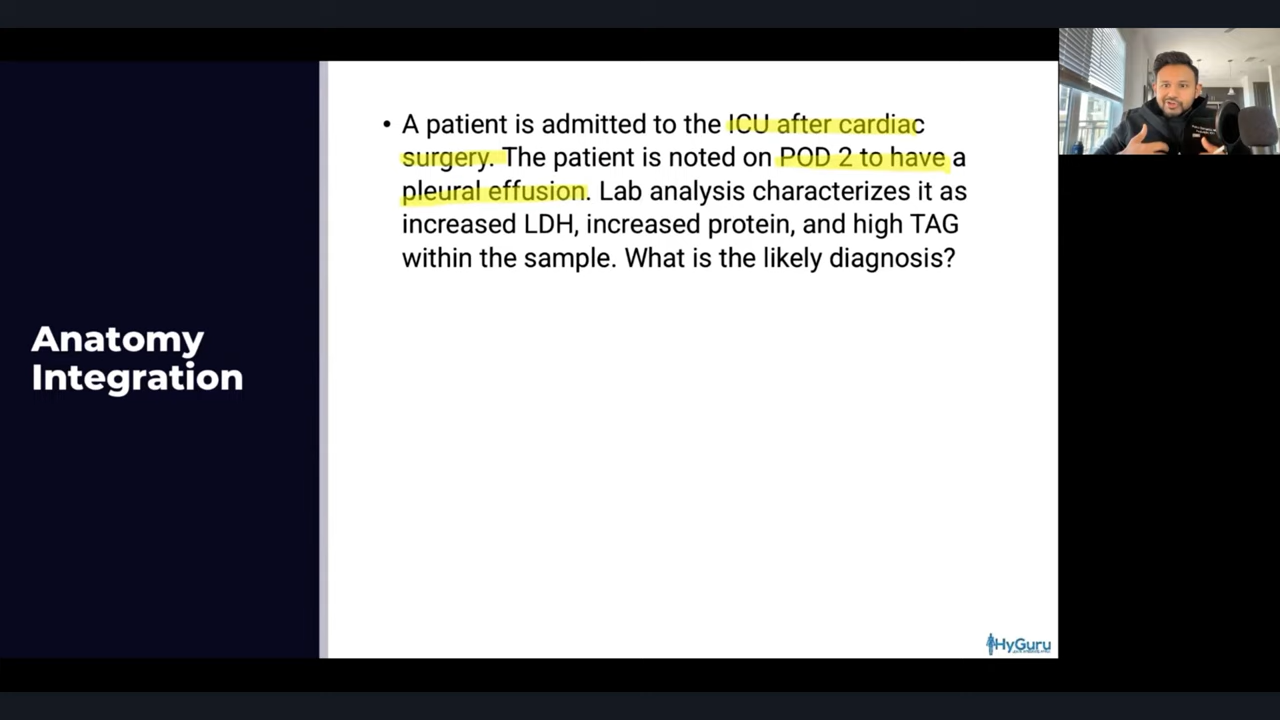 • A patient is admitted to the ICU after cardiac
surgery. The patient is noted on POD 2 to have a
pleural effusion. Lab analysis characterizes it as
increased LDH, increased protein, and high TAG
within the sample. What is the likely diagnosis?
Anatomy
Integration
HyGuru